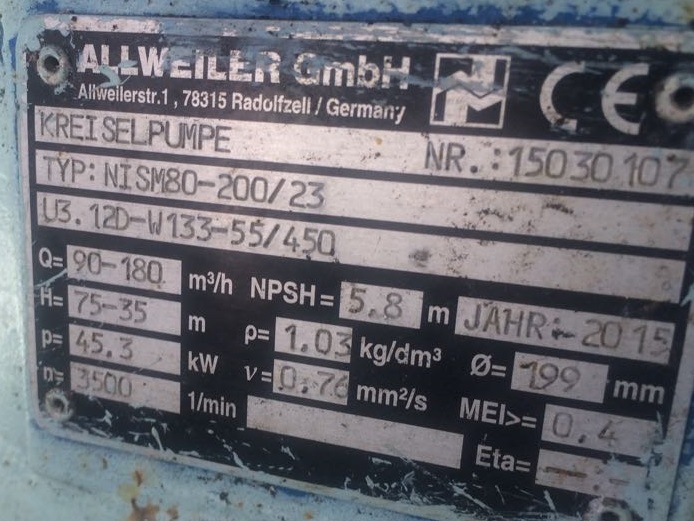 ALLWEILER GmbH
Allweilerstr.1, 78315 Radolfzell / Germany
CE
KREISELPUMPE NR.:15030107
TYP: NISM80-200/23
U3.12D-W133-55/450
Q= 90-180 m³/h NPSH= 5.8 m JAHR: 2015
H= 75-35 m ρ= 1.03 kg/dm³ Ø= 199 mm
p= 45.3 kW ν= 0.76 mm²/s MEI>= 0.4
n= 3500 1/min Eta= —